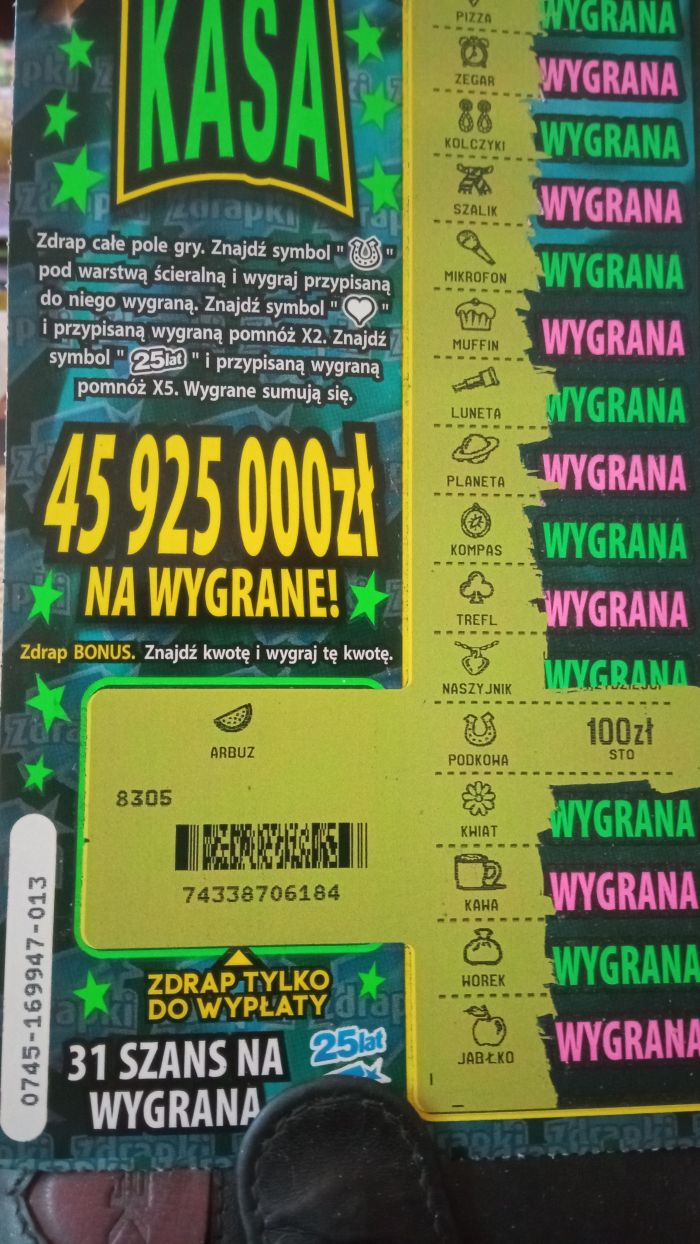 KASA
Zdrap całe pole gry. Znajdź symbol " "
pod warstwą ścieralną i wygraj przypisaną
do niego wygraną. Znajdź symbol " "
i przypisaną wygraną pomnóż X2. Znajdź
symbol " 25lat " i przypisaną wygraną
pomnóż X5. Wygrane sumują się.
45 925 000zł
NA WYGRANE!
Zdrap BONUS. Znajdź kwotę i wygraj tę kwotę.
ARBUZ
8305
74338706184
ZDRAP TYLKO
DO WYPŁATY
31 SZANS NA
WYGRANĄ
25lat
0745-169947-013
PIZZA WYGRANA
ZEGAR WYGRANA
KOLCZYKI WYGRANA
SZALIK WYGRANA
MIKROFON WYGRANA
MUFFIN WYGRANA
LUNETA WYGRANA
PLANETA WYGRANA
KOMPAS WYGRANA
TREFL WYGRANA
NASZYJNIK WYGRANA
PODKOWA 100zł
STO
KWIAT WYGRANA
KAWA WYGRANA
WOREK WYGRANA
JABŁKO WYGRANA